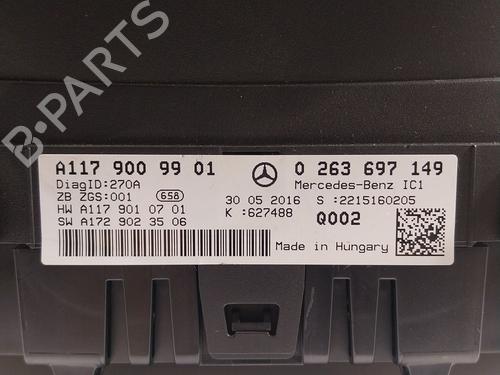 B-PARTS
A117 900 99 01
0 263 697 149
DiagID:270A
Mercedes-Benz IC1
ZB ZGS:001
658
30 05 2016
S :2215160205
HW A117 901 07 01
K :627488
Q002
SW A172 902 35 06
Made in Hungary